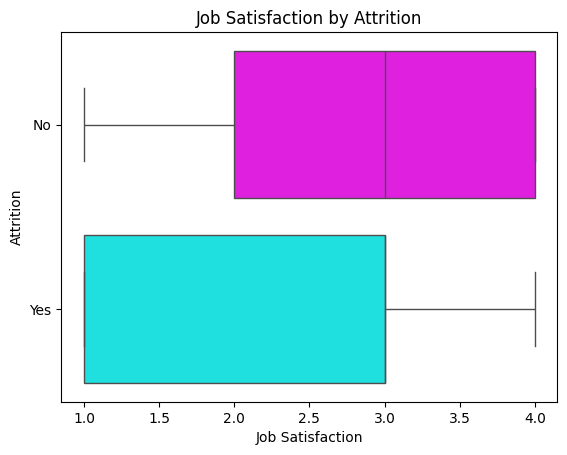 Job Satisfaction by Attrition
Attrition
No
Yes
1.0 1.5 2.0 2.5 3.0 3.5 4.0
Job Satisfaction